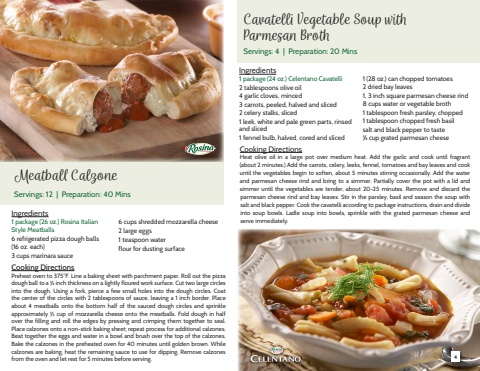 Rosina
Meatball Calzone
Servings: 12 | Preparation: 40 Mins
Ingredients
1 package (26 oz.) Rosina Italian
Style Meatballs
6 refrigerated pizza dough balls
(16 oz. each)
3 cups marinara sauce
6 cups shredded mozzarella cheese
2 large eggs
1 teaspoon water
flour for dusting surface
Cooking Directions
Preheat oven to 375°F. Line a baking sheet with parchment paper. Roll out the pizza
dough ball to a ¼ inch thickness on a lightly floured work surface. Cut two large circles
into the dough. Using a fork, pierce a few small holes into the dough circles. Coat
the center of the circles with 2 tablespoons of sauce, leaving a 1 inch border. Place
about 4 meatballs onto the bottom half of the sauced dough circles and sprinkle
approximately ½ cup of mozzarella cheese onto the meatballs. Fold dough in half
over the filling and roll the edges by pressing and crimping them together to seal.
Place calzones onto a non-stick baking sheet; repeat process for additional calzones.
Beat together the eggs and water in a bowl and brush over the top of the calzones.
Bake the calzones in the preheated oven for 40 minutes until golden brown. While
calzones are baking, heat the remaining sauce to use for dipping. Remove calzones
from the oven and let rest for 5 minutes before serving.
Cavatelli Vegetable Soup with
Parmesan Broth
Servings: 4 | Preparation: 20 Mins
Ingredients
1 package (24 oz.) Celentano Cavatelli
2 tablespoons olive oil
4 garlic cloves, minced
3 carrots, peeled, halved and sliced
2 celery stalks, sliced
1 leek, white and pale green parts, rinsed
and sliced
1 fennel bulb, halved, cored and sliced
1 (28 oz.) can chopped tomatoes
2 dried bay leaves
1, 3 inch square parmesan cheese rind
8 cups water or vegetable broth
1 tablespoon fresh parsley, chopped
1 tablespoon chopped fresh basil
salt and black pepper to taste
½ cup grated parmesan cheese
Cooking Directions
Heat olive oil in a large pot over medium heat. Add the garlic and cook until fragrant
(about 2 minutes.) Add the carrots, celery, leeks, fennel, tomatoes and bay leaves and cook
until the vegetables begin to soften, about 5 minutes stirring occasionally. Add the water
and parmesan cheese rind and bring to a simmer. Partially cover the pot with a lid and
simmer until the vegetables are tender, about 20-25 minutes. Remove and discard the
parmesan cheese rind and bay leaves. Stir in the parsley, basil and season the soup with
salt and black pepper. Cook the cavatelli according to package instructions, drain and divide
into soup bowls. Ladle soup into bowls, sprinkle with the grated parmesan cheese and
serve immediately.
CELENTANO
4